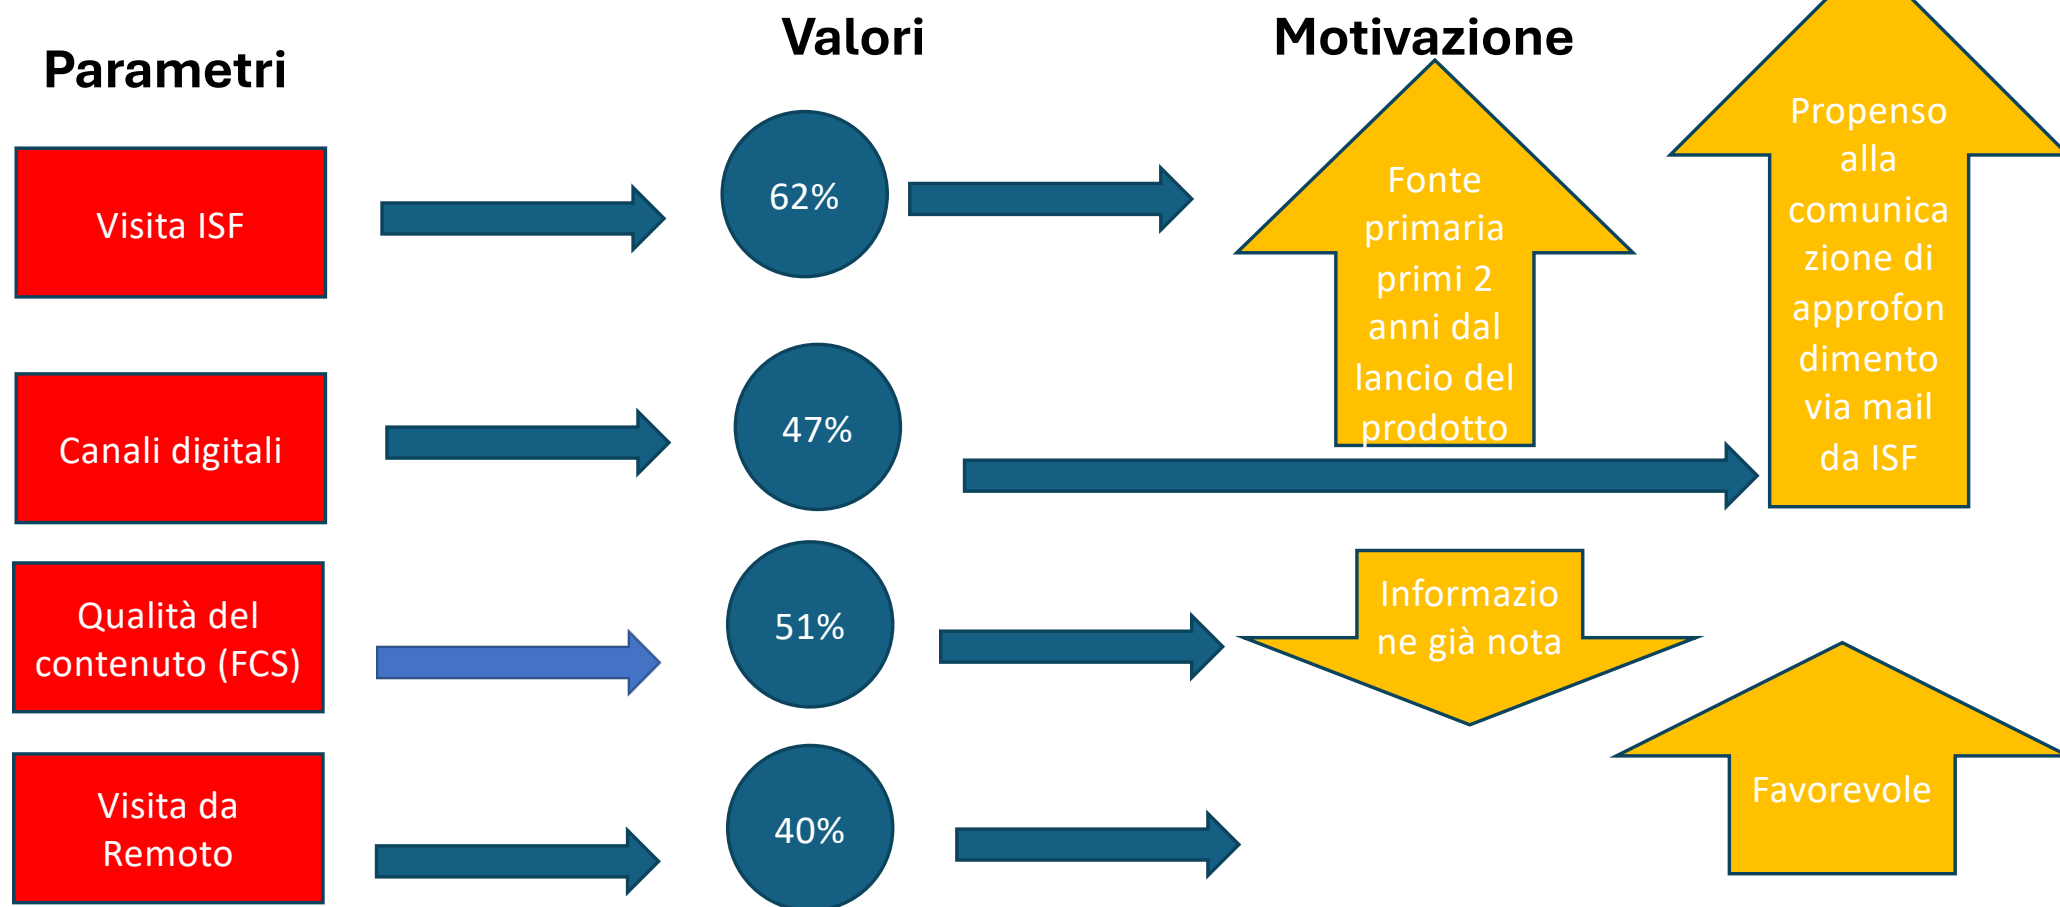 Parametri
Valori
Motivazione
Visita ISF
62%
Fonte
primaria
primi 2
anni dal
lancio del
prodotto
Propenso
alla
comunica
zione di
approfon
dimento
via mail
da ISF
Canali digitali
47%
Qualità del
contenuto (FCS)
51%
Informazio
ne già nota
Visita da
Remoto
40%
Favorevole